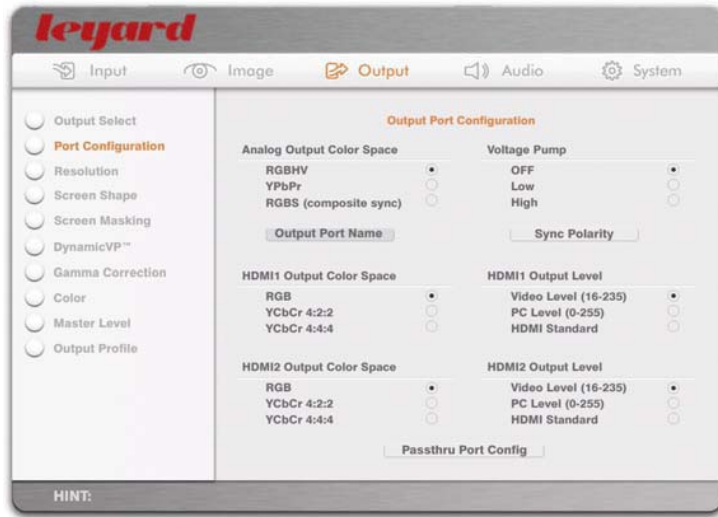 leyard
Input Image Output Audio System
Output Select
Port Configuration
Resolution
Screen Shape
Screen Masking
DynamicVP™
Gamma Correction
Color
Master Level
Output Profile
Output Port Configuration
Analog Output Color Space
RGBHV
YPbPr
RGBS (composite sync)
Output Port Name
Voltage Pump
OFF
Low
High
Sync Polarity
HDMI1 Output Color Space
RGB
YCbCr 4:2:2
YCbCr 4:4:4
HDMI1 Output Level
Video Level (16-235)
PC Level (0-255)
HDMI Standard
HDMI2 Output Color Space
RGB
YCbCr 4:2:2
YCbCr 4:4:4
HDMI2 Output Level
Video Level (16-235)
PC Level (0-255)
HDMI Standard
Passthru Port Config
HINT: